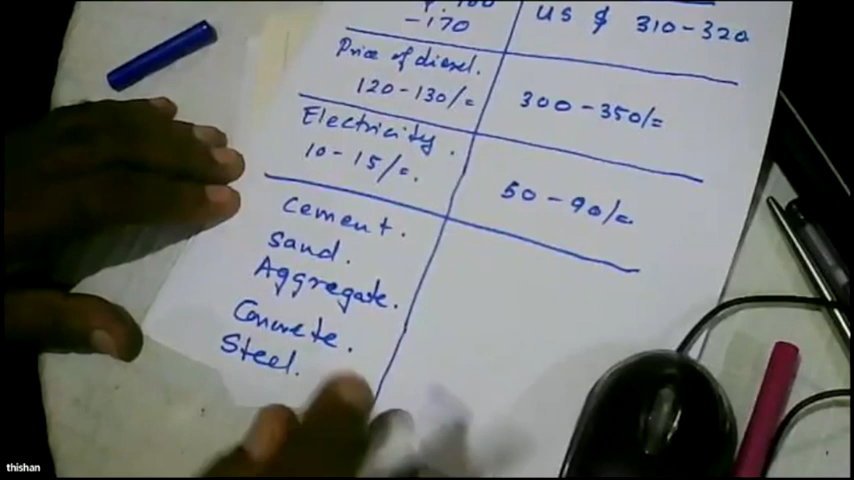 -170
US $ 310-320
Price of diesel.
120-130/=
300-350/=
Electricity.
10-15/=.
50-90/=
Cement.
Sand.
Aggregate.
Concrete.
Steel.
thishan